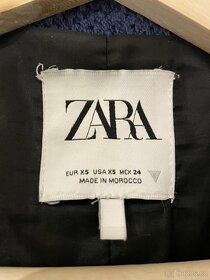 ZARA
EUR XS USA XS MEX 24
MADE IN MOROCCO